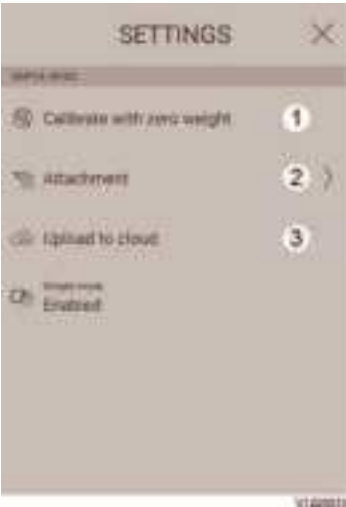 SETTINGS
Calibrate with zero weight 1
Attachment 2
Upload to cloud 3
Enabled